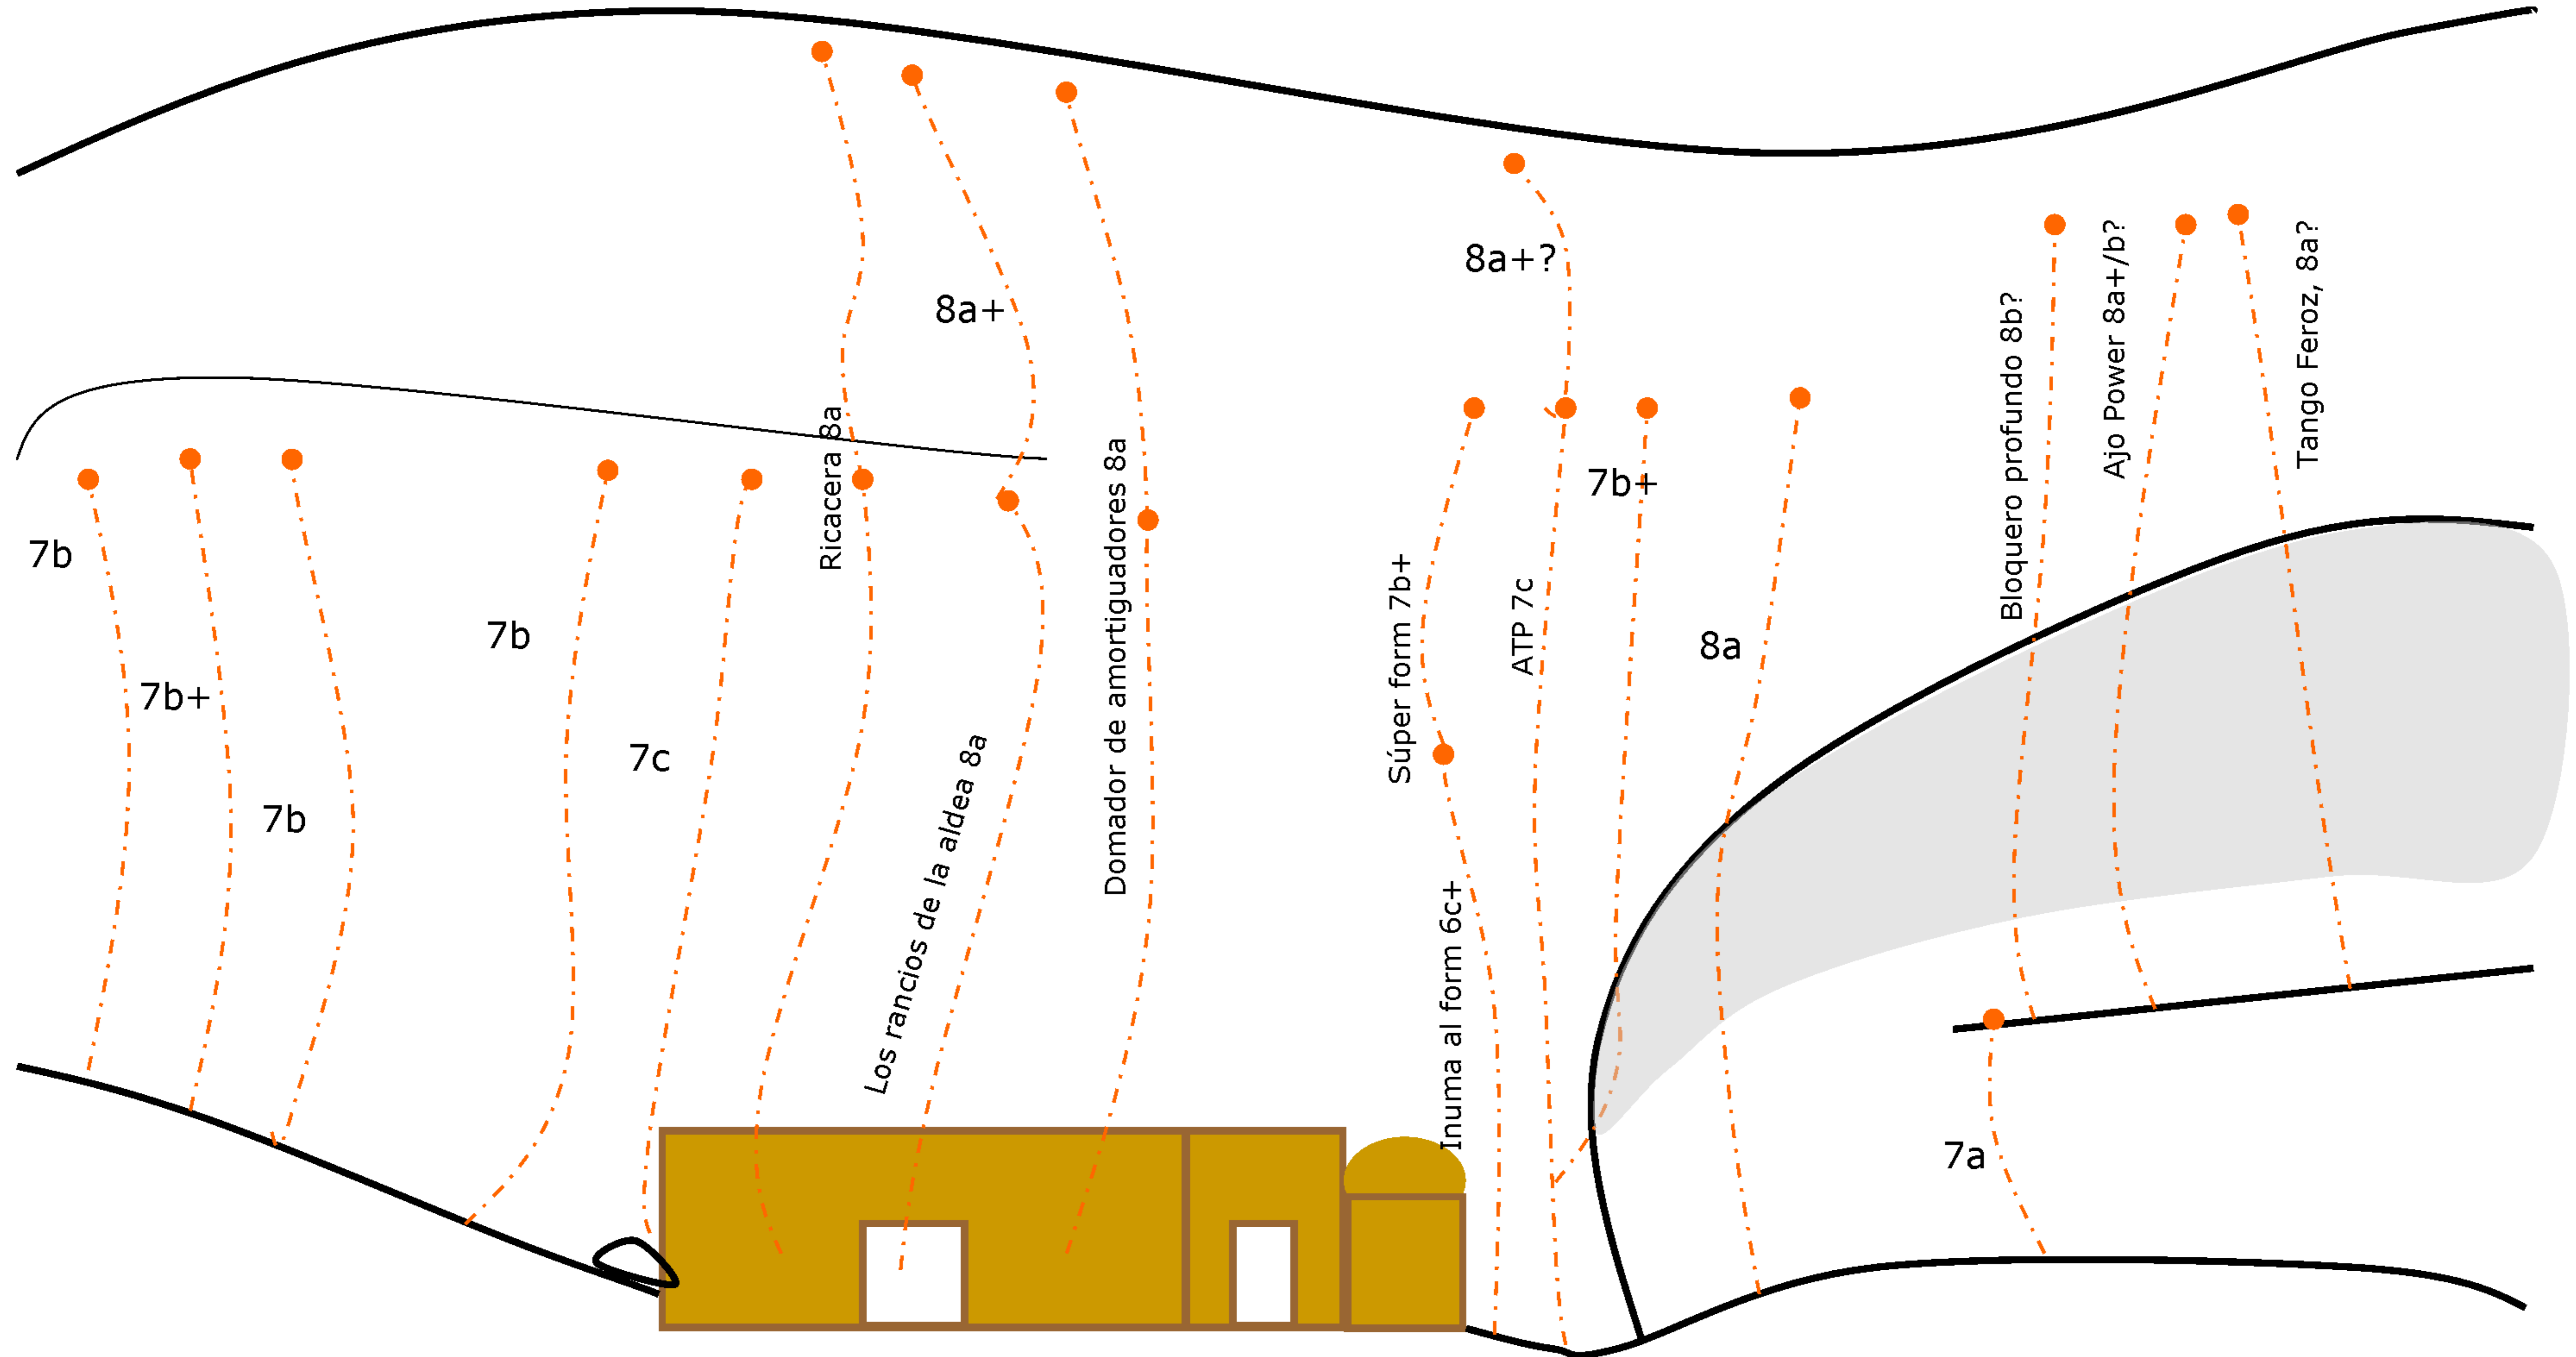 7b
7b+
7b
7b
7c
Ricacera 8a
8a+
Los rancios de la aldea 8a
Domador de amortiguadores 8a
Súper form 7b+
Inuma al form 6c+
8a+?
ATP 7c
7b+
8a
Bloquero profundo 8b?
Ajo Power 8a+/b?
Tango Feroz, 8a?
7a